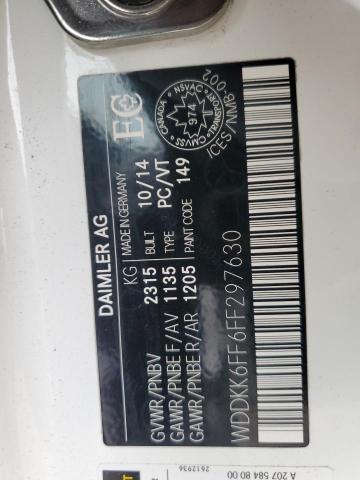 DAIMLER AG
KG MADE IN GERMANY
EC
GVWR/PNBV 2315 BUILT 10/14
GAWR/PNBE F/AV 1135 TYPE PC/VT
GAWR/PNBE R/AR 1205 PAINT CODE 149
CANADA NSVAC
974
CMVSS TRANSPORT
ICES/NMB-002
WDDKK6FF6FF297630
2612936
A 207 584 80 00